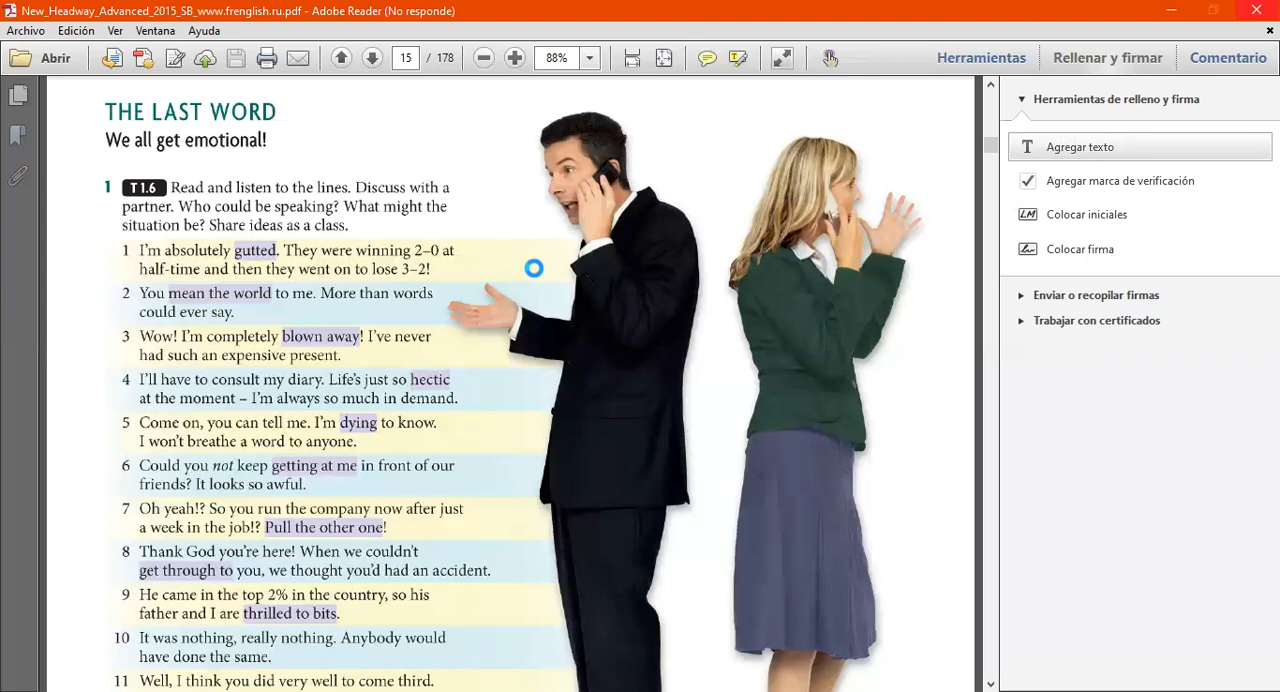 New_Headway_Advanced_2015_SB_www.frenglish.ru.pdf - Adobe Reader (No responde)
Archivo Edición Ver Ventana Ayuda
Abrir 15 / 178 88% Herramientas Rellenar y firmar Comentario
THE LAST WORD
We all get emotional!
1 T 1.6 Read and listen to the lines. Discuss with a
partner. Who could be speaking? What might the
situation be? Share ideas as a class.
1 I'm absolutely gutted. They were winning 2–0 at
half-time and then they went on to lose 3–2!
2 You mean the world to me. More than words
could ever say.
3 Wow! I'm completely blown away! I've never
had such an expensive present.
4 I'll have to consult my diary. Life's just so hectic
at the moment – I'm always so much in demand.
5 Come on, you can tell me. I'm dying to know.
I won't breathe a word to anyone.
6 Could you not keep getting at me in front of our
friends? It looks so awful.
7 Oh yeah!? So you run the company now after just
a week in the job!? Pull the other one!
8 Thank God you're here! When we couldn't
get through to you, we thought you'd had an accident.
9 He came in the top 2% in the country, so his
father and I are thrilled to bits.
10 It was nothing, really nothing. Anybody would
have done the same.
11 Well, I think you did very well to come third.
Herramientas de relleno y firma
T Agregar texto
Agregar marca de verificación
LM Colocar iniciales
Colocar firma
Enviar o recopilar firmas
Trabajar con certificados